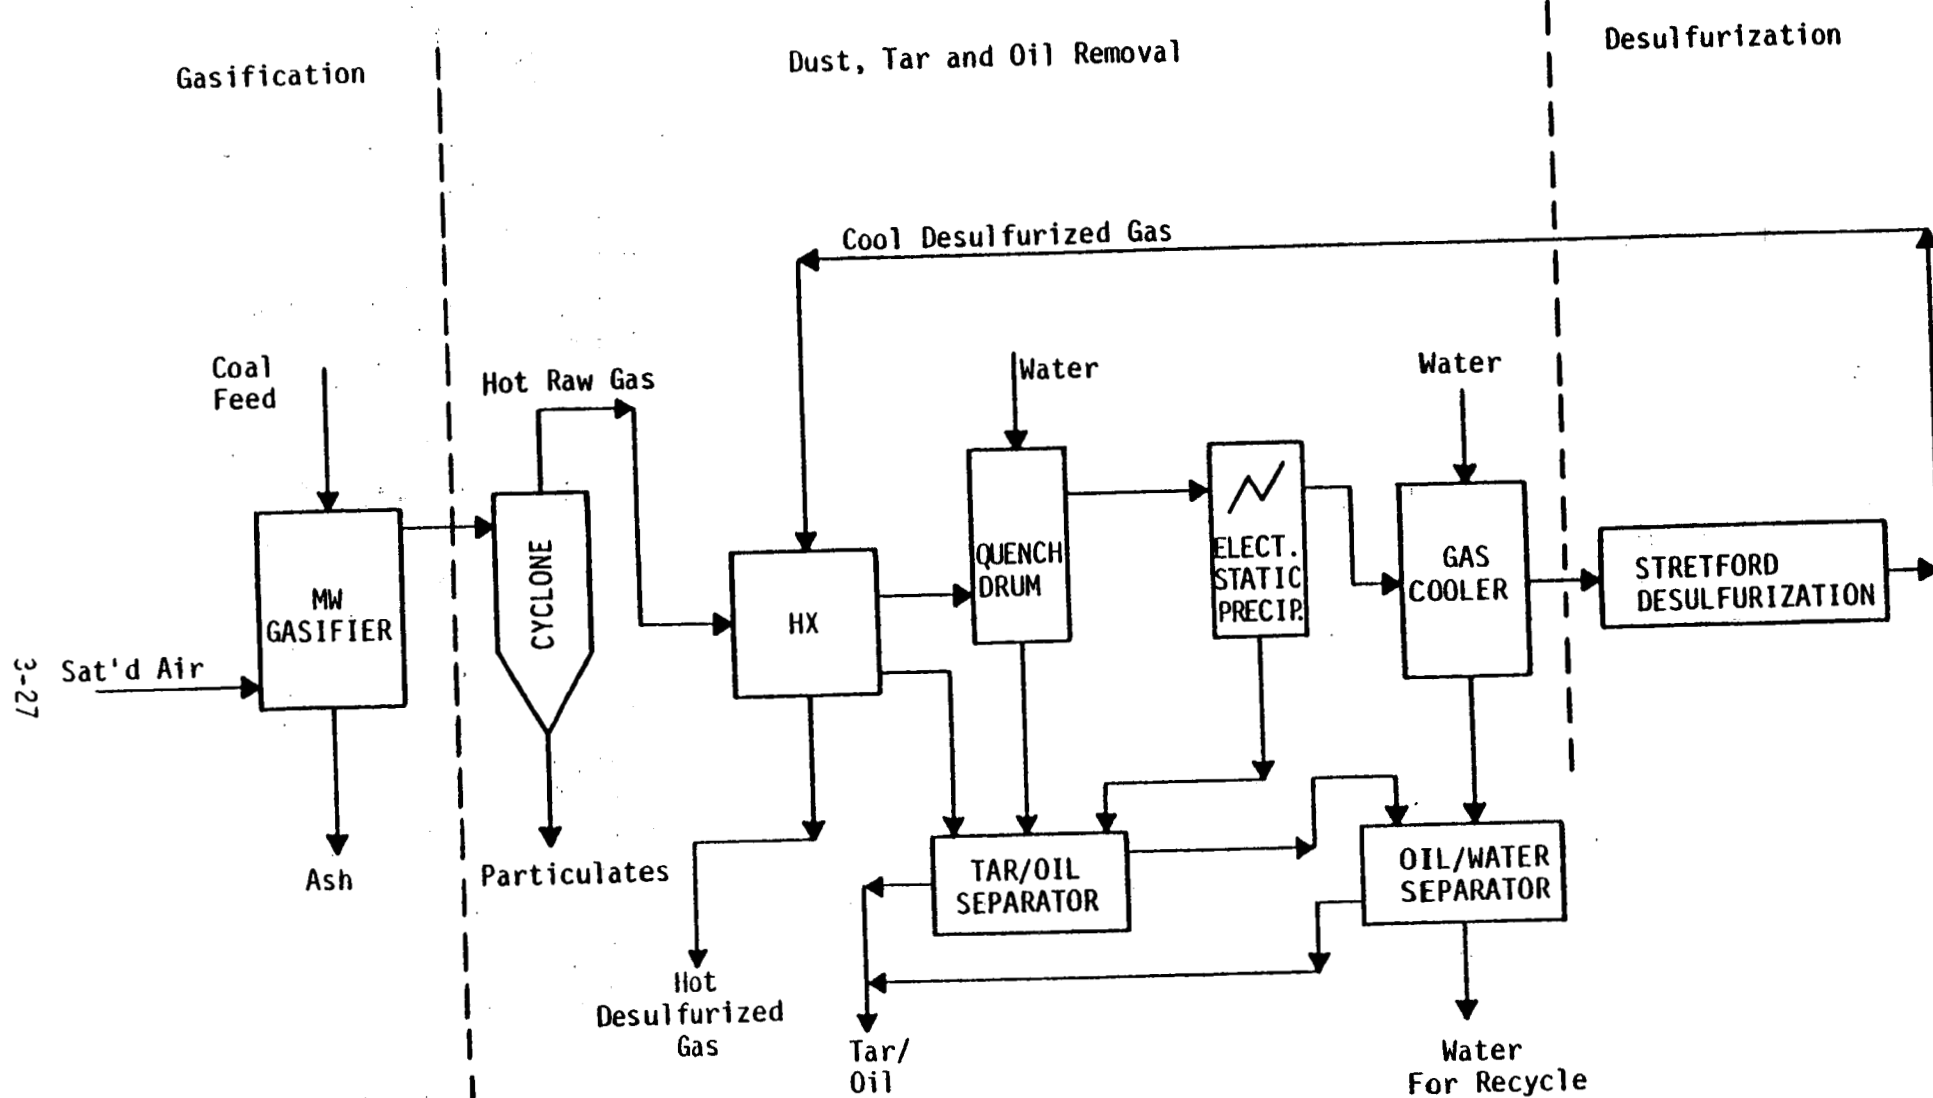 Gasification
Dust, Tar and Oil Removal
Desulfurization
Cool Desulfurized Gas
Coal
Feed
Hot Raw Gas
Water
Water
MW
GASIFIER
Sat'd Air
CYCLONE
HX
QUENCH
DRUM
ELECT.
STATIC
PRECIP.
GAS
COOLER
STRETFORD
DESULFURIZATION
Ash
Particulates
TAR/OIL
SEPARATOR
OIL/WATER
SEPARATOR
Hot
Desulfurized
Gas
Tar/
Oil
Water
For Recycle
3-27